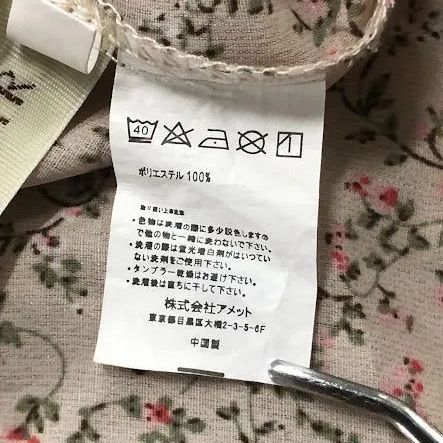 40
ポリエステル 100%
取り扱い上の注意
・色物は洗濯の際に多少脱色しますの
で他の物と一緒に洗わないで下さい。
・洗濯の際は蛍光増白剤がはいってい
ない洗剤をご使用下さい。
・タンブラー乾燥はお避け下さい。
・洗濯後は直ちに干して下さい。
株式会社アメット
東京都目黒区大橋2-3-5-6F
中国製